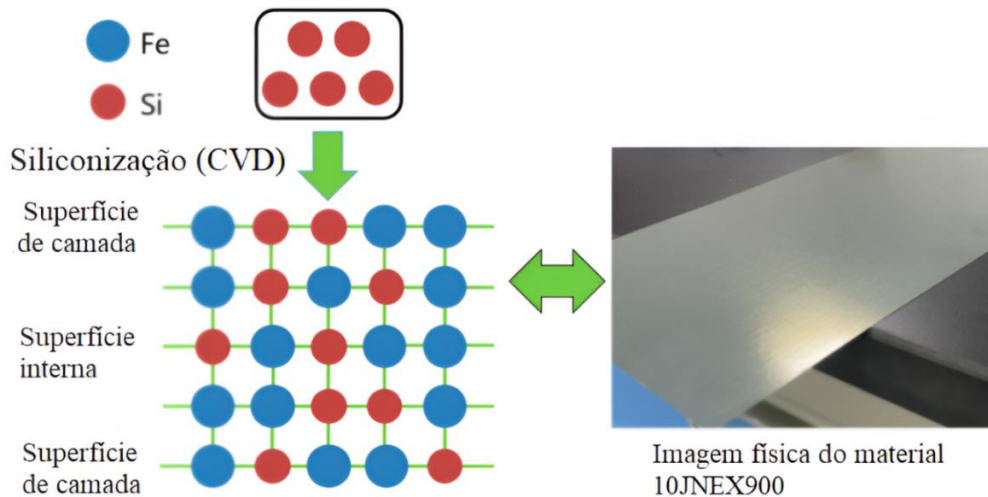 Fe
Si
Siliconização (CVD)
Superfície
de camada
Superfície
interna
Superfície
de camada
Imagem física do material
10JNEX900